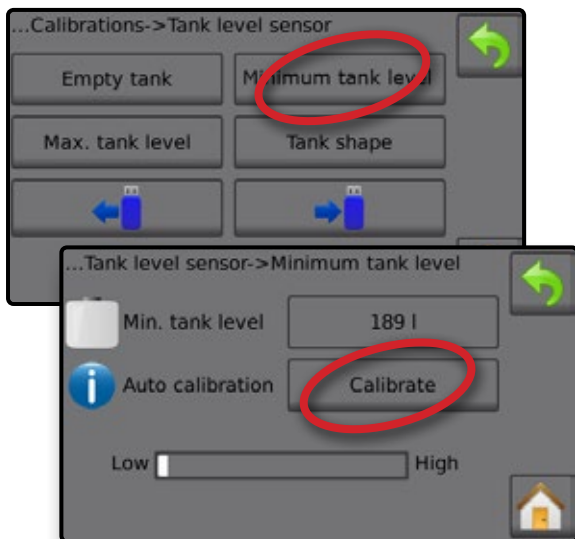 ...Calibrations->Tank level sensor
Empty tank
Minimum tank level
Max. tank level
Tank shape
...Tank level sensor->Minimum tank level
Min. tank level
189 l
Auto calibration
Calibrate
Low
High